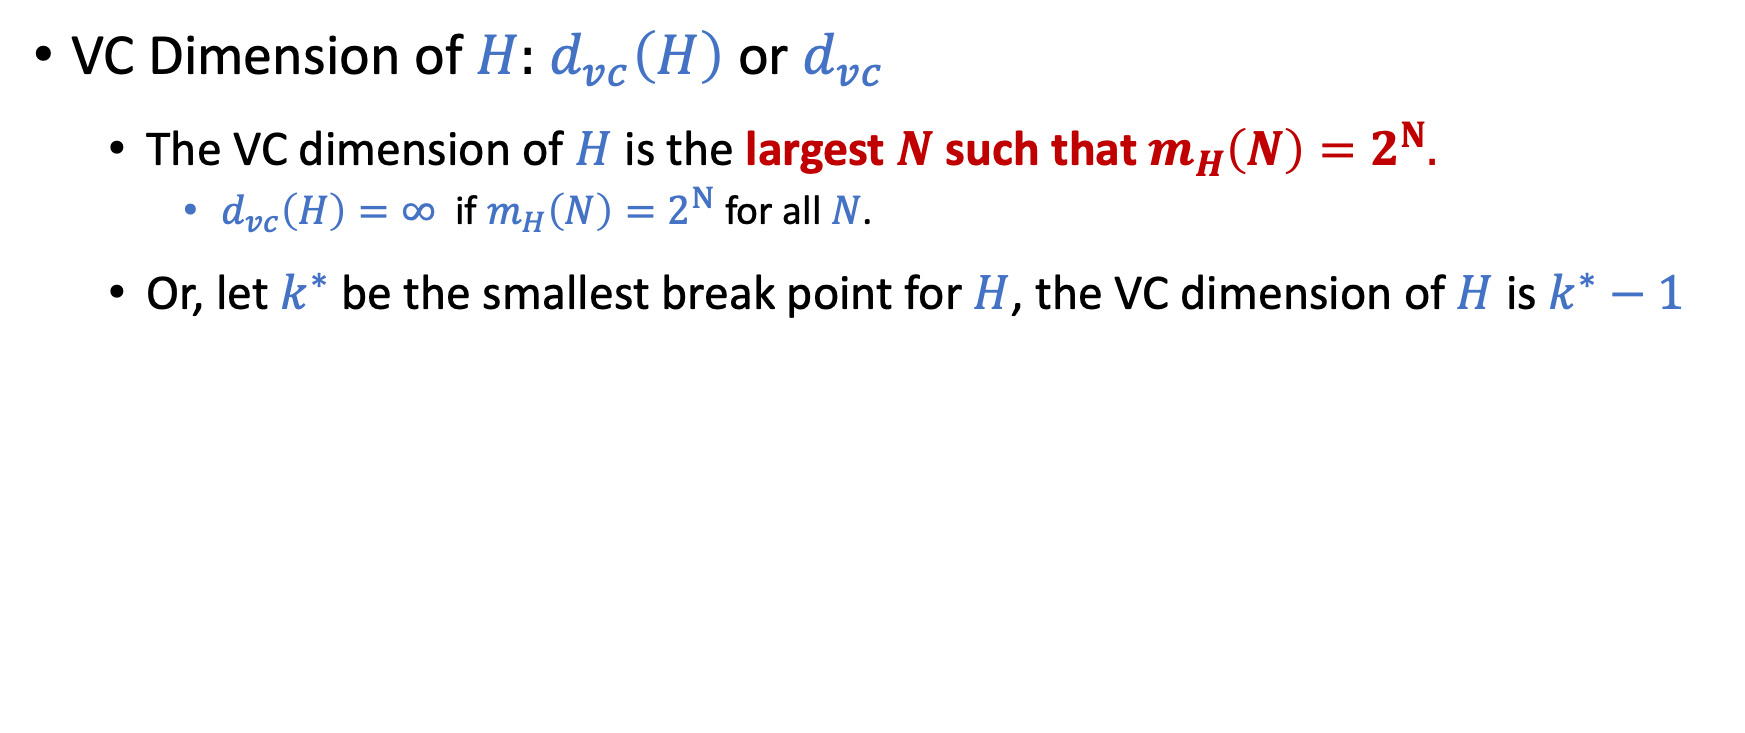 • VC Dimension of H: d_vc(H) or d_vc
• The VC dimension of H is the largest N such that m_H(N) = 2^N.
• d_vc(H) = ∞ if m_H(N) = 2^N for all N.
• Or, let k* be the smallest break point for H, the VC dimension of H is k* − 1